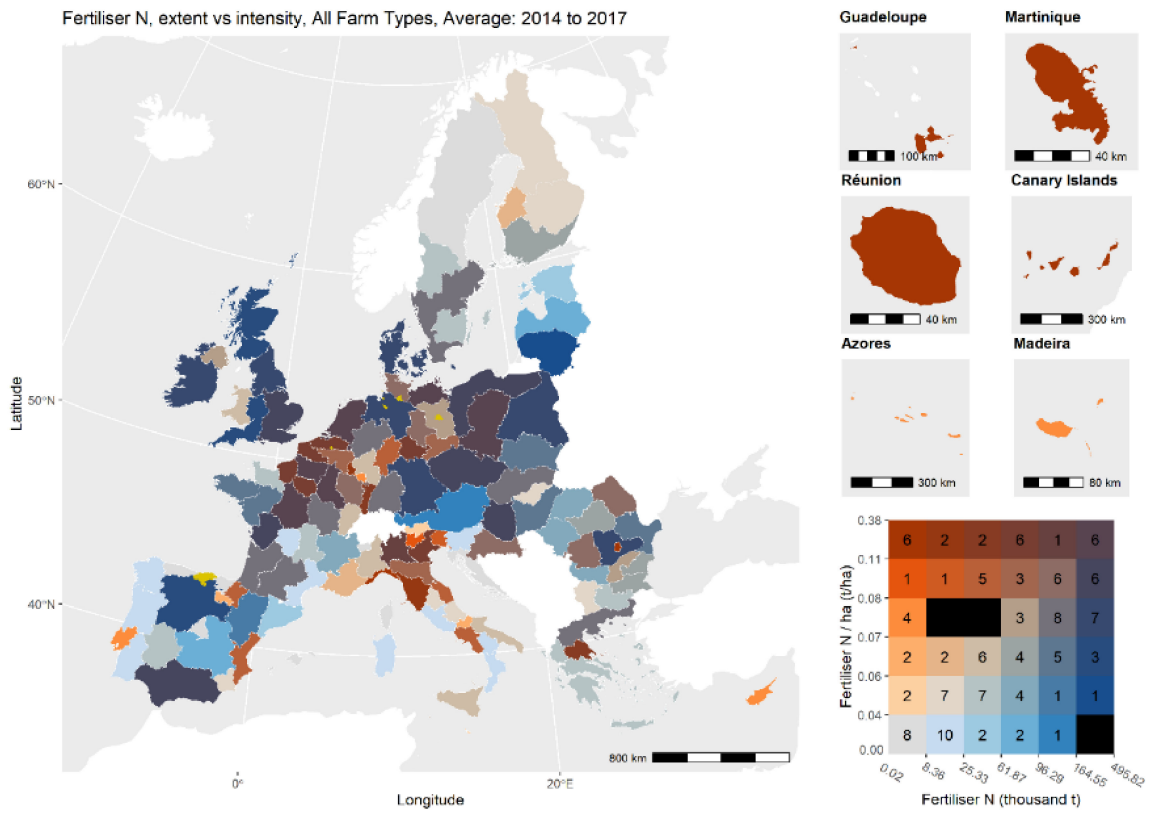 Fertiliser N, extent vs intensity, All Farm Types, Average: 2014 to 2017
60°N
50°N
40°N
Latitude
0°
20°E
Longitude
800 km
Guadeloupe
100 km
Martinique
40 km
Réunion
40 km
Canary Islands
300 km
Azores
300 km
Madeira
80 km
Fertiliser N / ha (t/ha)
0.38
6 2 2 6 1 6
0.11
1 1 5 3 6 6
0.08
4 3 8 7
0.07
2 2 6 4 5 3
0.06
2 7 7 4 1 1
0.04
8 10 2 2 1
0.00
0.02 8.36 25.33 61.87 96.29 164.55 495.82
Fertiliser N (thousand t)